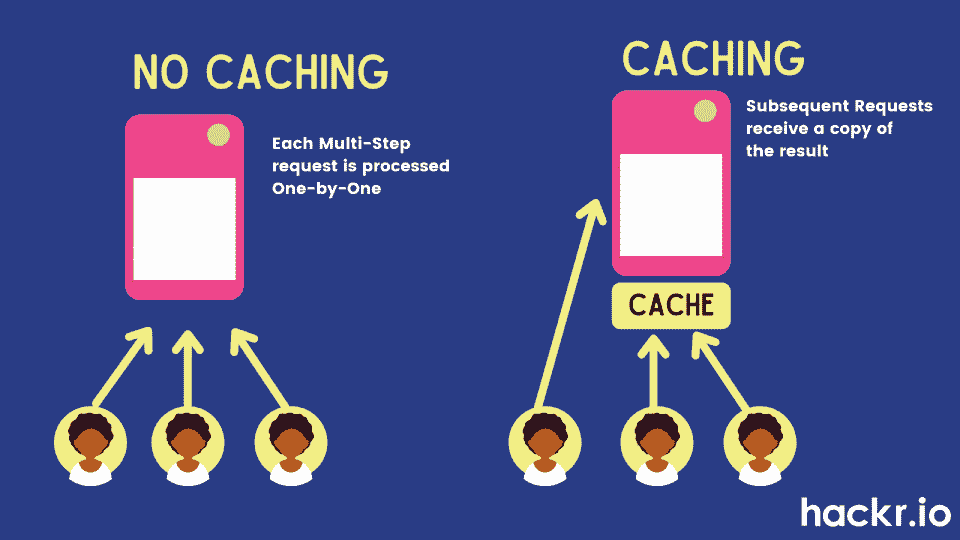 NO CACHING
Each Multi-Step
request is processed
One-by-One
CACHING
Subsequent Requests
receive a copy of
the result
CACHE
hackr.io